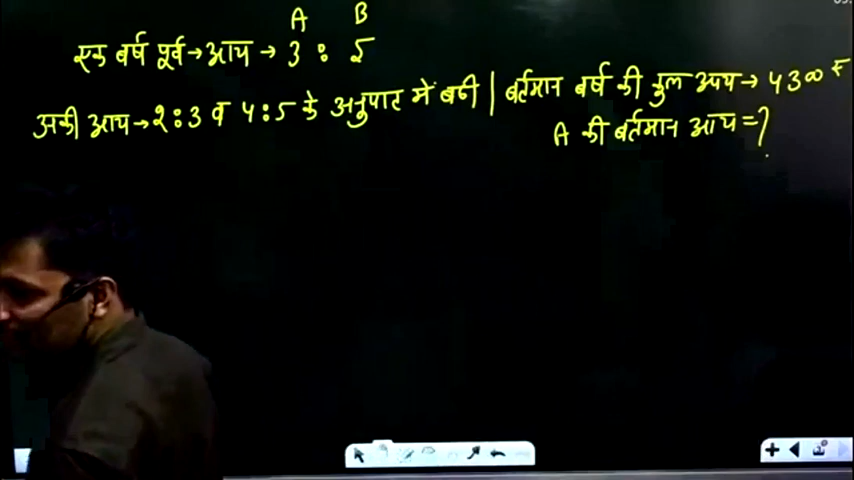 A B
एक वर्ष पूर्व → आय → 3 : 5
उनकी आय → 2 : 3 व 4 : 5 के अनुपात में बढी | वर्तमान वर्ष की कुल आय → 4300 ₹
A की वर्तमान आय = ?